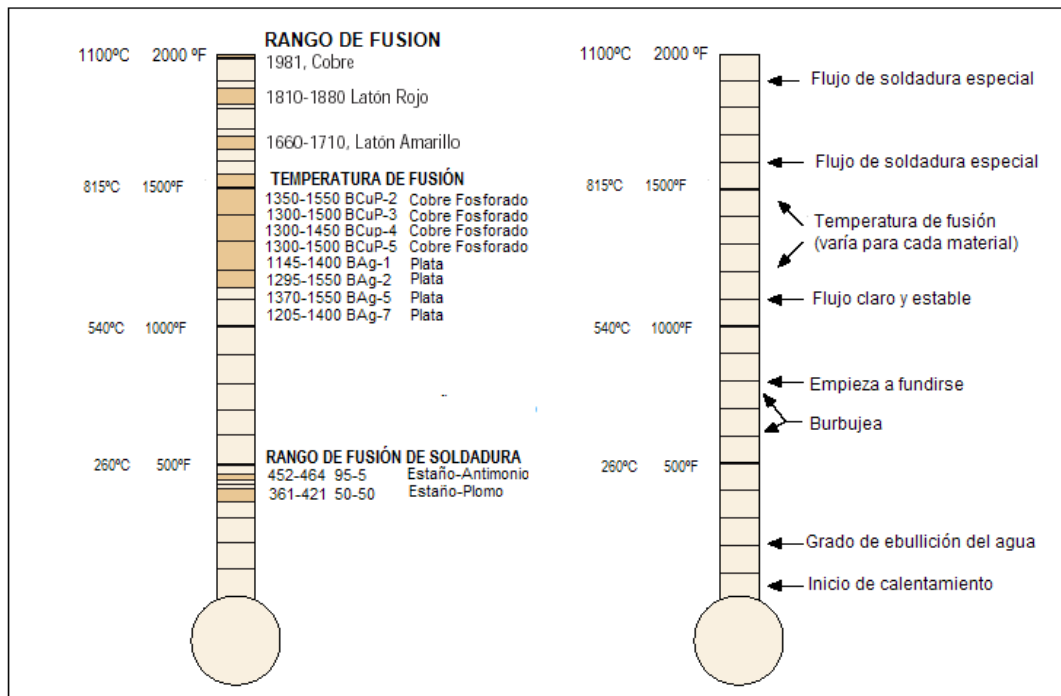 RANGO DE FUSION
1100ºC 2000 ºF
1981, Cobre
1810-1880 Latón Rojo
1660-1710, Latón Amarillo
TEMPERATURA DE FUSIÓN
815ºC 1500ºF
1350-1550 BCuP-2 Cobre Fosforado
1300-1500 BCuP-3 Cobre Fosforado
1300-1450 BCup-4 Cobre Fosforado
1300-1500 BCuP-5 Cobre Fosforado
1145-1400 BAg-1 Plata
1295-1550 BAg-2 Plata
1370-1550 BAg-5 Plata
1205-1400 BAg-7 Plata
540ºC 1000ºF
RANGO DE FUSIÓN DE SOLDADURA
260ºC 500ºF
452-464 95-5 Estaño-Antimonio
361-421 50-50 Estaño-Plomo
1100ºC 2000 ºF
Flujo de soldadura especial
Flujo de soldadura especial
815ºC 1500ºF
Temperatura de fusión
(varía para cada material)
Flujo claro y estable
540ºC 1000ºF
Empieza a fundirse
Burbujea
260ºC 500ºF
Grado de ebullición del agua
Inicio de calentamiento